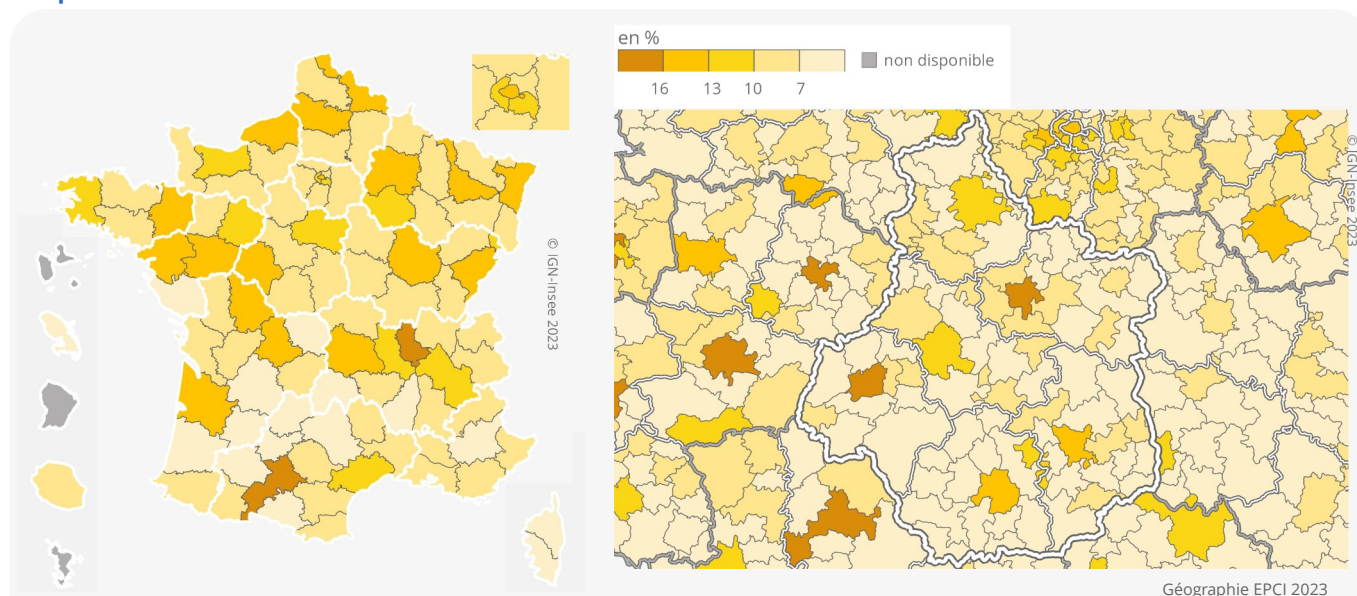 en %
16 13 10 7
non disponible
© IGN-Insee 2023
© IGN-Insee 2023
Géographie EPCI 2023